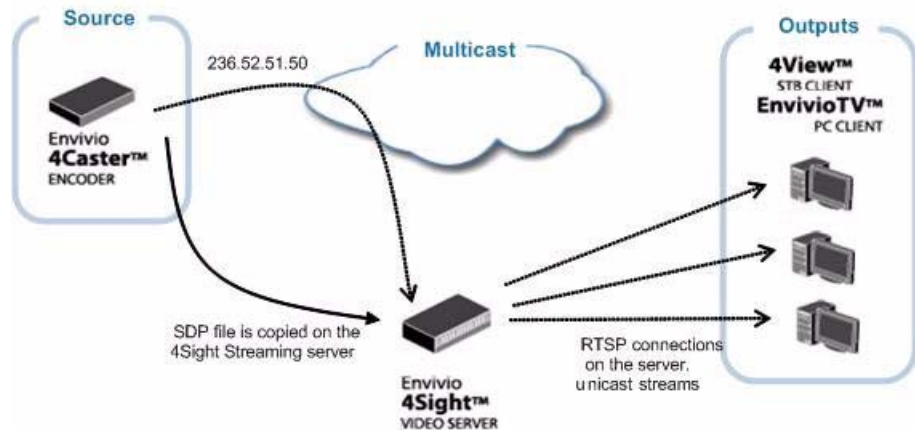 Source
236.52.51.50
Envivio
4Caster™
ENCODER
Multicast
Outputs
4View™
STB CLIENT
EnvivioTV™
PC CLIENT
SDP file is copied on the
4Sight Streaming server
Envivio
4Sight™
VIDEO SERVER
RTSP connections
on the server,
unicast streams